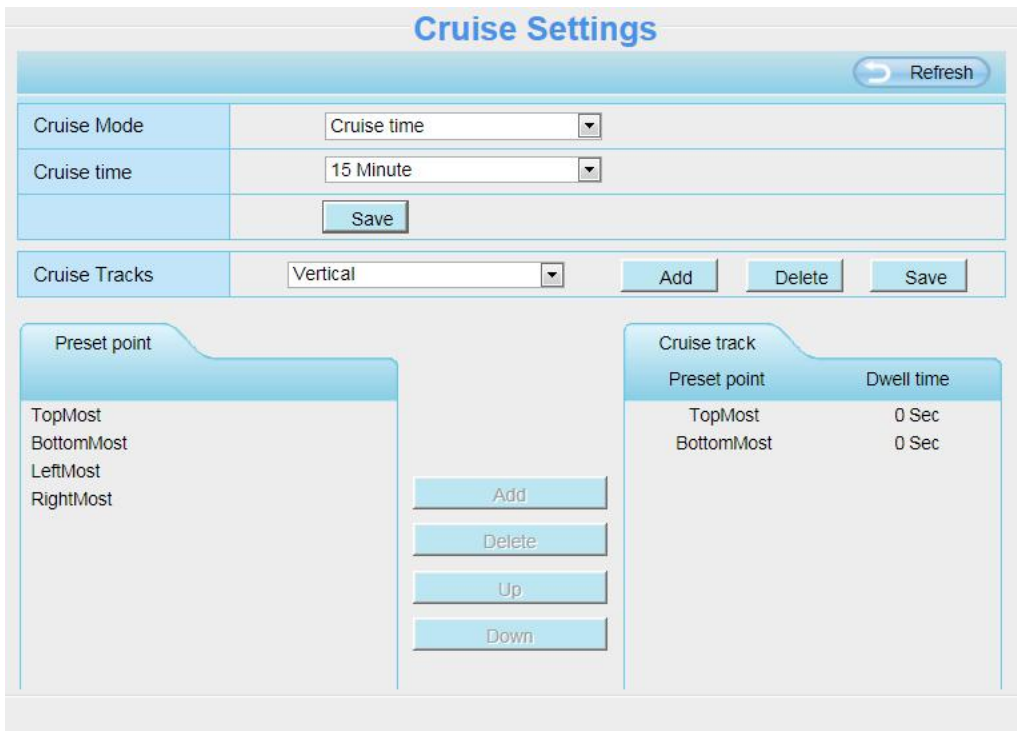 Cruise Settings
Refresh
Cruise Mode Cruise time
Cruise time 15 Minute
Save
Cruise Tracks Vertical Add Delete Save
Preset point
TopMost
BottomMost
LeftMost
RightMost
Add
Delete
Up
Down
Cruise track
Preset point Dwell time
TopMost 0 Sec
BottomMost 0 Sec